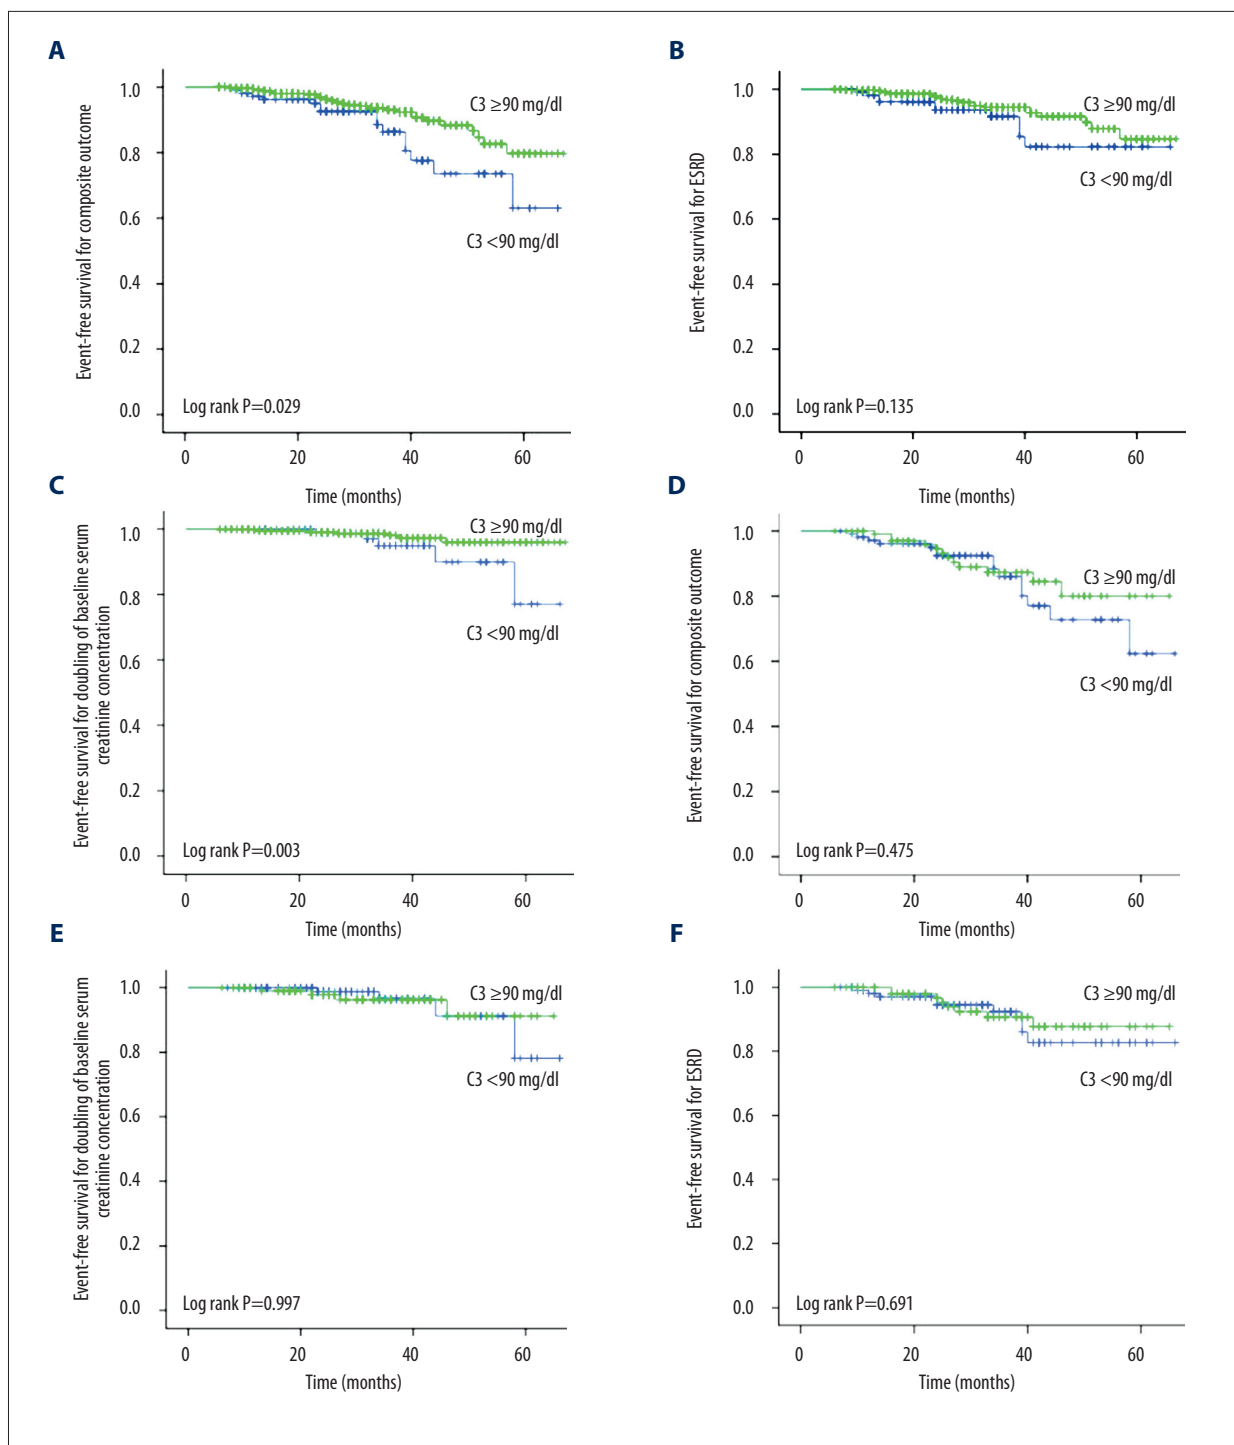 A
Event-free survival for composite outcome
1.0
0.8
0.6
0.4
0.2
0.0
C3 ≥90 mg/dl
C3 <90 mg/dl
Log rank P=0.029
0 20 40 60
Time (months)
B
Event-free survival for ESRD
1.0
0.8
0.6
0.4
0.2
0.0
C3 ≥90 mg/dl
C3 <90 mg/dl
Log rank P=0.135
0 20 40 60
Time (months)
C
Event-free survival for doubling of baseline serum
creatinine concentration
1.0
0.8
0.6
0.4
0.2
0.0
C3 ≥90 mg/dl
C3 <90 mg/dl
Log rank P=0.003
0 20 40 60
Time (months)
D
Event-free survival for composite outcome
1.0
0.8
0.6
0.4
0.2
0.0
C3 ≥90 mg/dl
C3 <90 mg/dl
Log rank P=0.475
0 20 40 60
Time (months)
E
Event-free survival for doubling of baseline serum
creatinine concentration
1.0
0.8
0.6
0.4
0.2
0.0
C3 ≥90 mg/dl
C3 <90 mg/dl
Log rank P=0.997
0 20 40 60
Time (months)
F
Event-free survival for ESRD
1.0
0.8
0.6
0.4
0.2
0.0
C3 ≥90 mg/dl
C3 <90 mg/dl
Log rank P=0.691
0 20 40 60
Time (months)